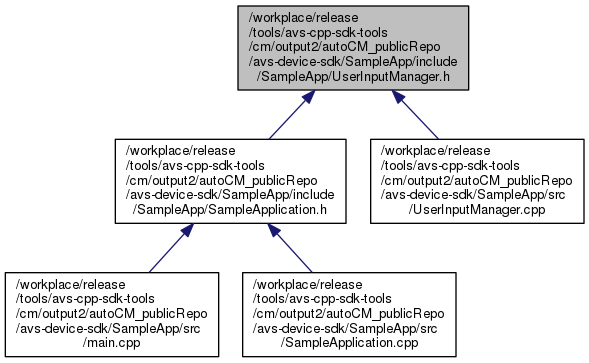 /workplace/release
/tools/avs-cpp-sdk-tools
/cm/output2/autoCM_publicRepo
/avs-device-sdk/SampleApp/include
/SampleApp/UserInputManager.h
/workplace/release
/tools/avs-cpp-sdk-tools
/cm/output2/autoCM_publicRepo
/avs-device-sdk/SampleApp/include
/SampleApp/SampleApplication.h
/workplace/release
/tools/avs-cpp-sdk-tools
/cm/output2/autoCM_publicRepo
/avs-device-sdk/SampleApp/src
/UserInputManager.cpp
/workplace/release
/tools/avs-cpp-sdk-tools
/cm/output2/autoCM_publicRepo
/avs-device-sdk/SampleApp/src
/main.cpp
/workplace/release
/tools/avs-cpp-sdk-tools
/cm/output2/autoCM_publicRepo
/avs-device-sdk/SampleApp/src
/SampleApplication.cpp